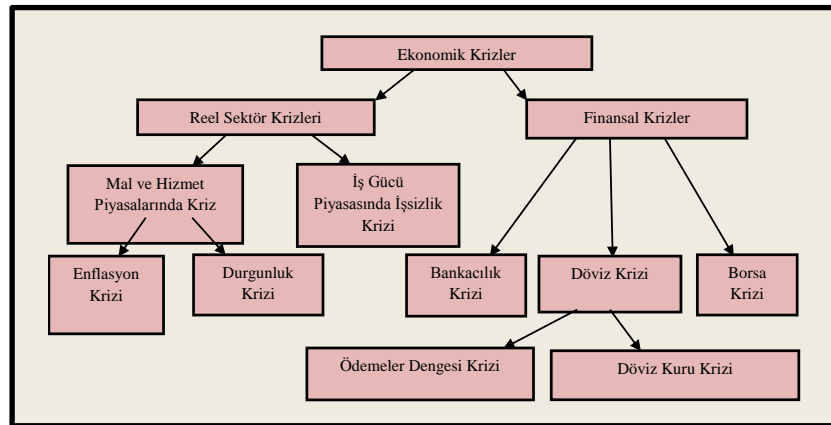 Ekonomik Krizler
Reel Sektör Krizleri
Finansal Krizler
Mal ve Hizmet
Piyasalarında Kriz
İş Gücü
Piyasasında İşsizlik
Krizi
Enflasyon
Krizi
Durgunluk
Krizi
Bankacılık
Krizi
Döviz Krizi
Borsa
Krizi
Ödemeler Dengesi Krizi
Döviz Kuru Krizi